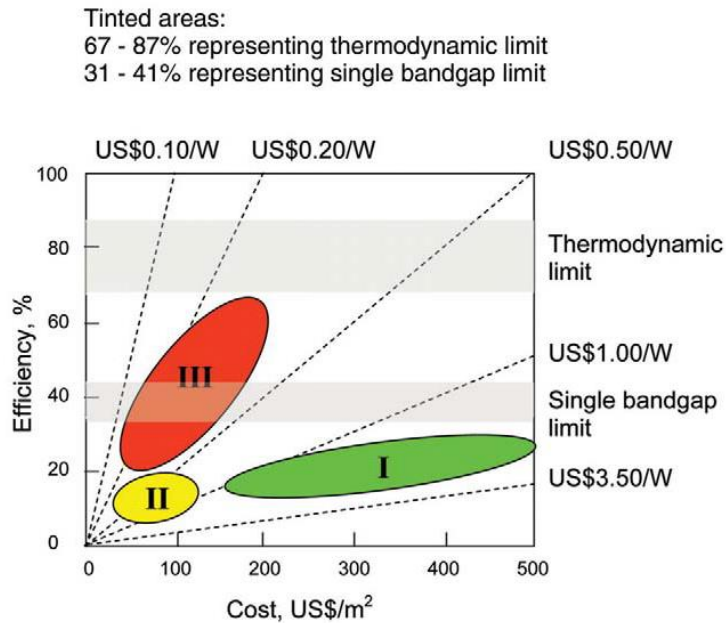 Tinted areas:
67 - 87% representing thermodynamic limit
31 - 41% representing single bandgap limit
US$0.10/W US$0.20/W US$0.50/W
100
80
60
40
20
0
Efficiency, %
Thermodynamic
limit
US$1.00/W
Single bandgap
limit
US$3.50/W
III
II
I
0 100 200 300 400 500
Cost, US$/m²